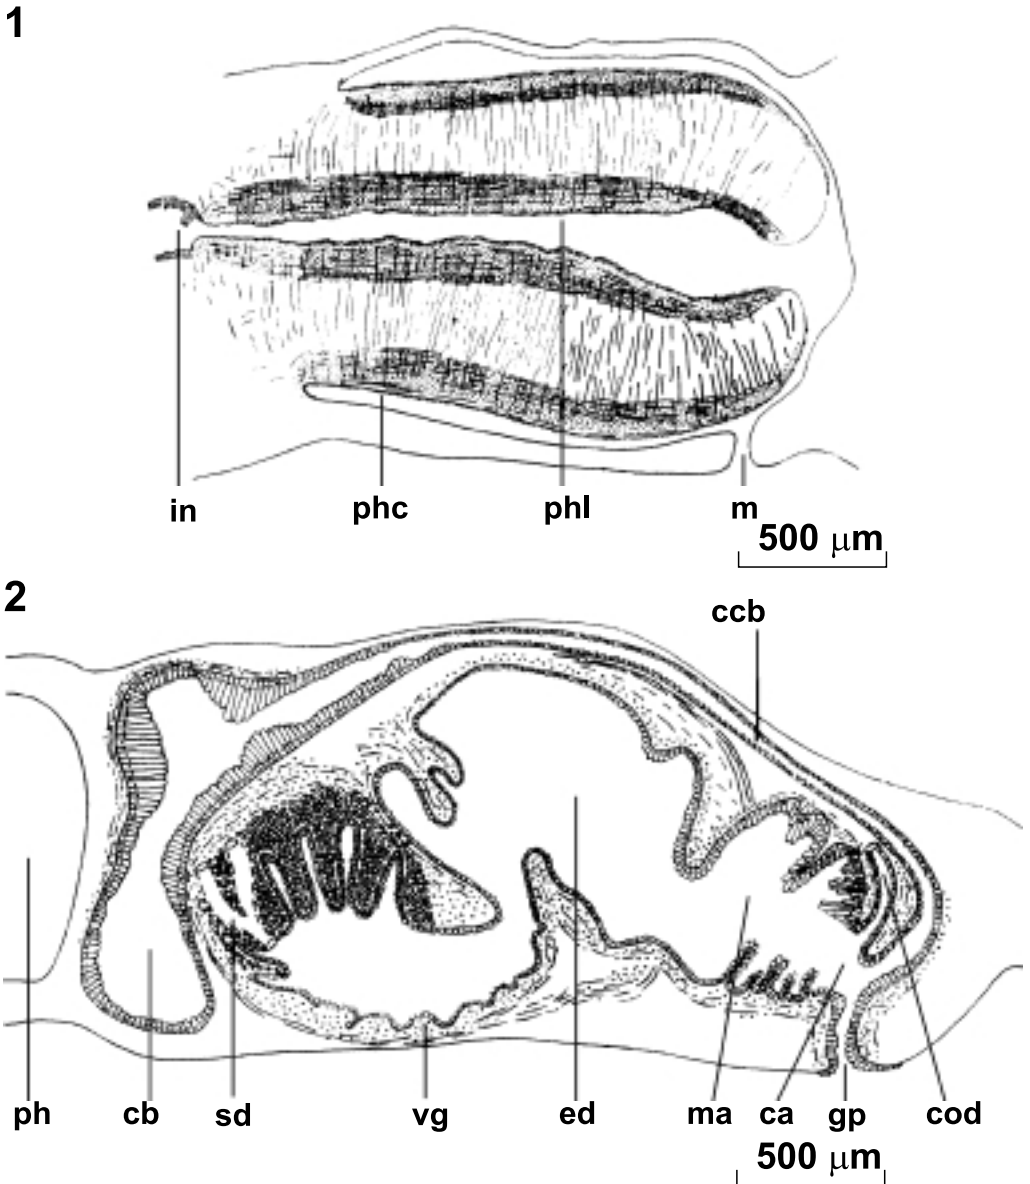 1
in phc phl m
500 μm
2
ccb
ph cb sd vg ed ma ca gp cod
500 μm